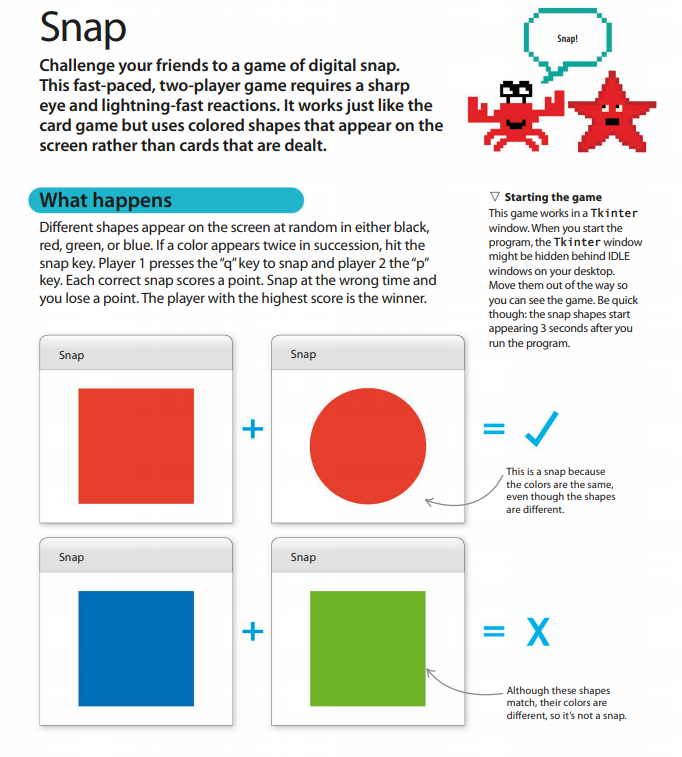 Snap
Snap!
Challenge your friends to a game of digital snap.
This fast-paced, two-player game requires a sharp
eye and lightning-fast reactions. It works just like the
card game but uses colored shapes that appear on the
screen rather than cards that are dealt.
What happens
Different shapes appear on the screen at random in either black,
red, green, or blue. If a color appears twice in succession, hit the
snap key. Player 1 presses the “q” key to snap and player 2 the “p”
key. Each correct snap scores a point. Snap at the wrong time and
you lose a point. The player with the highest score is the winner.
▽ Starting the game
This game works in a Tkinter
window. When you start the
program, the Tkinter window
might be hidden behind IDLE
windows on your desktop.
Move them out of the way so
you can see the game. Be quick
though: the snap shapes start
appearing 3 seconds after you
run the program.
Snap
Snap
+
= ✓
This is a snap because
the colors are the same,
even though the shapes
are different.
Snap
Snap
+
= X
Although these shapes
match, their colors are
different, so it’s not a snap.